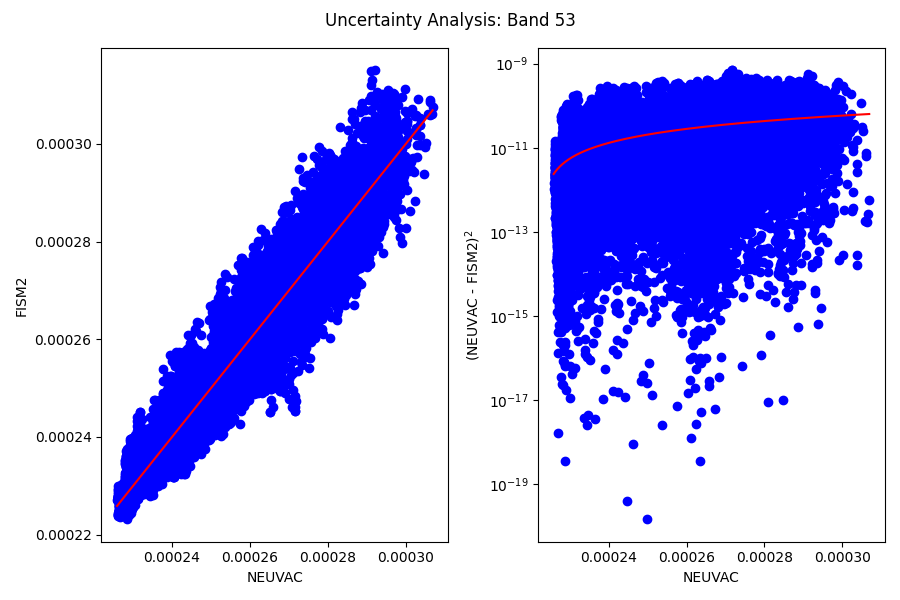 Uncertainty Analysis: Band 53
FISM2
0.00030
0.00028
0.00026
0.00024
0.00022
0.00024 0.00026 0.00028 0.00030
NEUVAC
(NEUVAC - FISM2)²
10⁻⁹
10⁻¹¹
10⁻¹³
10⁻¹⁵
10⁻¹⁷
10⁻¹⁹
0.00024 0.00026 0.00028 0.00030
NEUVAC